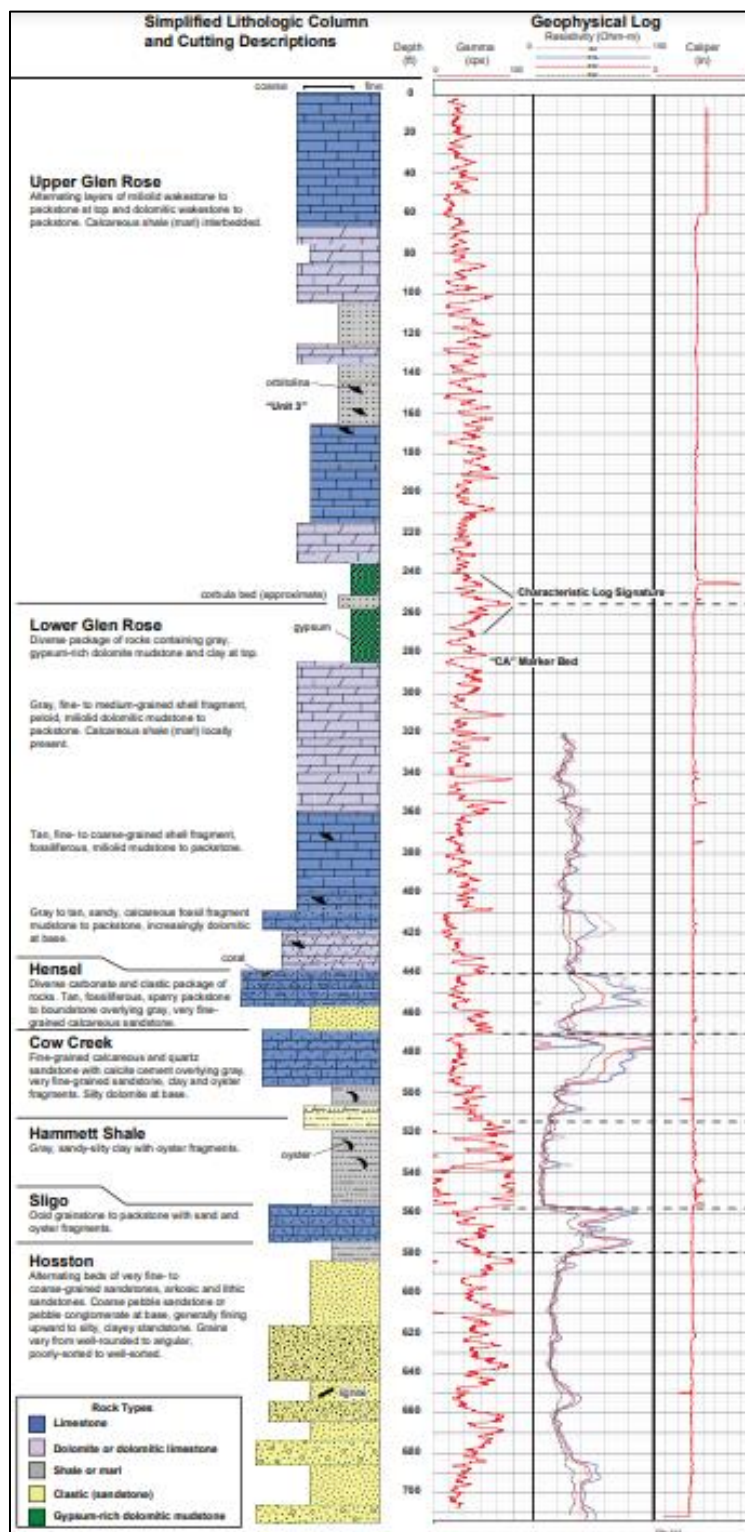 Simplified Lithologic Column
and Cutting Descriptions
Geophysical Log
Depth
(ft)
Gamma
(cps)
0 100
Resistivity (Ohm-m)
0 100
Caliper
(in)
coarse fine
Upper Glen Rose
Alternating layers of miliolid wakestone to
packstone at top and dolomitic wakestone to
packstone. Calcareous shale (marl) interbedded.
orbitolina
"Unit 3"
corbula bed (approximate)
Lower Glen Rose
Diverse package of rocks containing gray,
gypsum-rich dolomite mudstone and clay at top.
gypsum
Gray, fine- to medium-grained shell fragment,
peloid, miliolid dolomitic mudstone to
packstone. Calcareous shale (marl) locally
present.
Tan, fine- to coarse-grained shell fragment,
fossiliferous, miliolid mudstone to packstone.
Gray to tan, sandy, calcareous fossil fragment
mudstone to packstone, increasingly dolomitic
at base.
coral
Hensel
Diverse carbonate and clastic package of
rocks. Tan, fossiliferous, sparry packstone
to boundstone overlying gray, very fine-
grained calcareous sandstone.
Cow Creek
Fine-grained calcareous and quartz
sandstone with calcite cement overlying gray,
very fine-grained sandstone, clay and oyster
fragments. Silty dolomite at base.
Hammett Shale
Gray, sandy-silty clay with oyster fragments.
oyster
Sligo
Ooid grainstone to packstone with sand and
oyster fragments.
Hosston
Alternating beds of very fine- to
coarse-grained sandstones, arkosic and lithic
sandstones. Coarse pebble sandstone or
pebble conglomerate at base, generally fining
upward to silty, clayey standstone. Grains
vary from well-rounded to angular,
poorly-sorted to well-sorted.
lignite
Rock Types
Limestone
Dolomite or dolomitic limestone
Shale or marl
Clastic (sandstone)
Gypsum-rich dolomitic mudstone
0
20
40
60
80
100
120
140
160
180
200
220
240
260
280
300
320
340
360
380
400
420
440
460
480
500
520
540
560
580
600
620
640
660
680
700
Characteristic Log Signature
"CA" Marker Bed